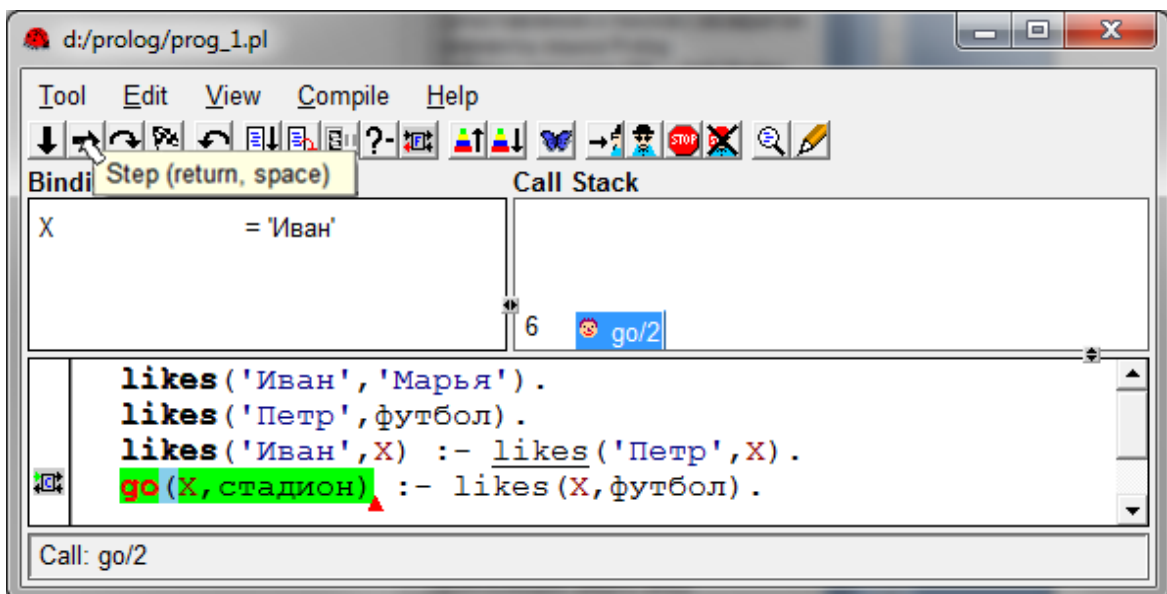 d:/prolog/prog_1.pl
Tool Edit View Compile Help
?-
STOP
Step (return, space)
Bindi
Call Stack
X = 'Иван'
6 go/2
likes('Иван','Марья').
likes('Петр',футбол).
likes('Иван',X) :- likes('Петр',X).
go(X,стадион) :- likes(X,футбол).
Call: go/2